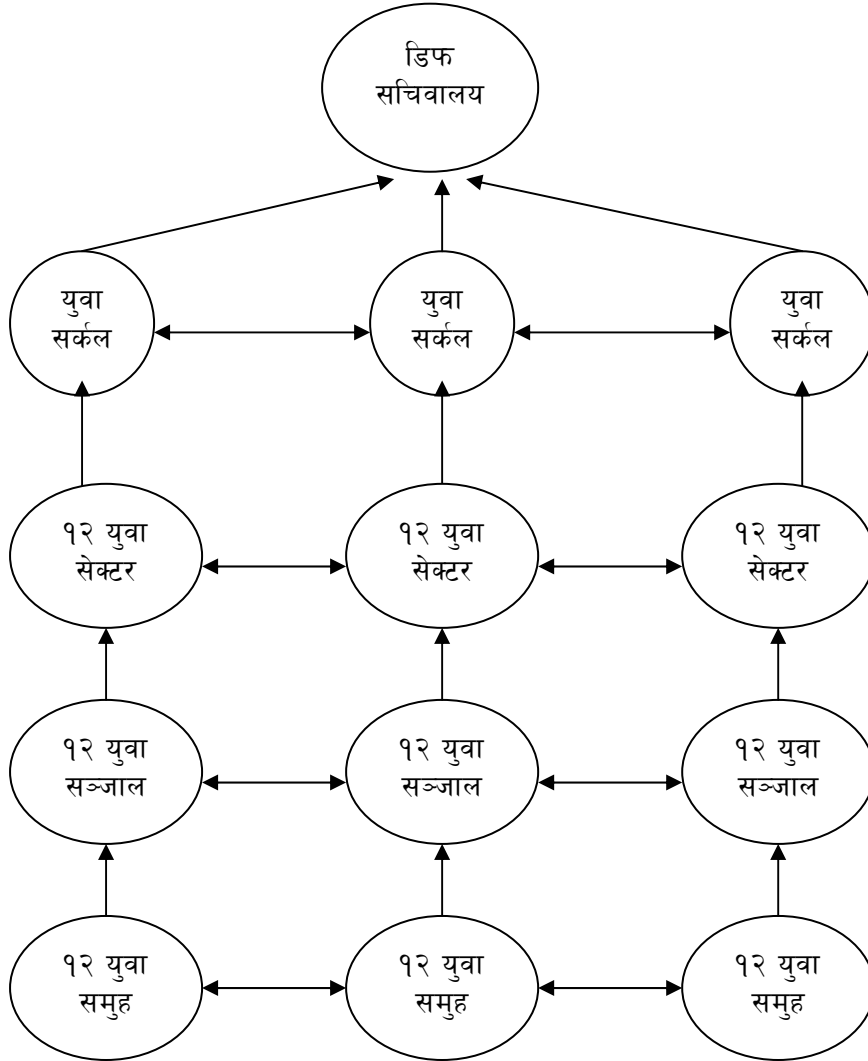 डिफ
सचिवालय
युवा
सर्कल
युवा
सर्कल
युवा
सर्कल
१२ युवा
सेक्टर
१२ युवा
सेक्टर
१२ युवा
सेक्टर
१२ युवा
सञ्जाल
१२ युवा
सञ्जाल
१२ युवा
सञ्जाल
१२ युवा
समुह
१२ युवा
समुह
१२ युवा
समुह